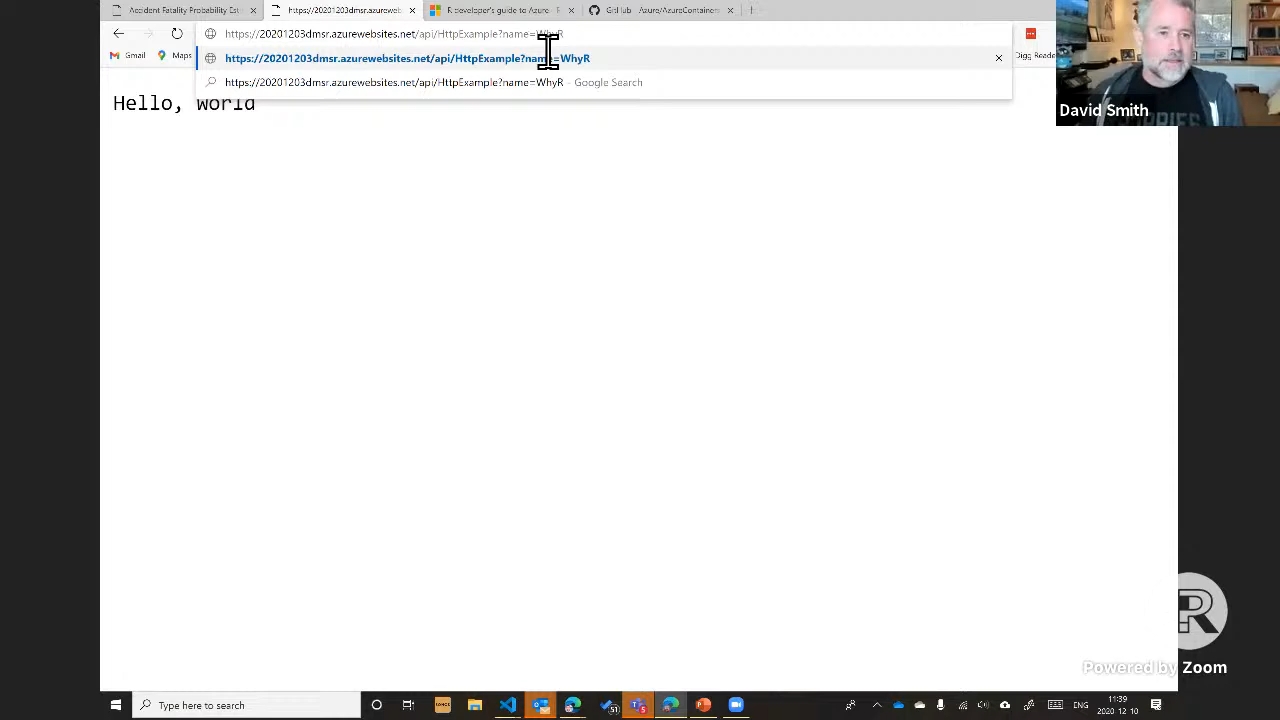 Accident Fatality Probability Est
https://20201203dmsr.azureweb
R developer's guide to Azure - R
GitHub - Azure/AzureContainer
https://20201203dmsr.azurewebsites.net/api/HttpExample?name=WhyR
Gmail
Maps
https://20201203dmsr.azurewebsites.net/api/HttpExample?name=WhyR
Digg Reader
https://20201203dmsr.azurewebsites.net/api/HttpExample?name=WhyR - Google Search
Hello, world
David Smith
R
Powered by Zoom
Type here to search
ENG
11:39
2020-12-10